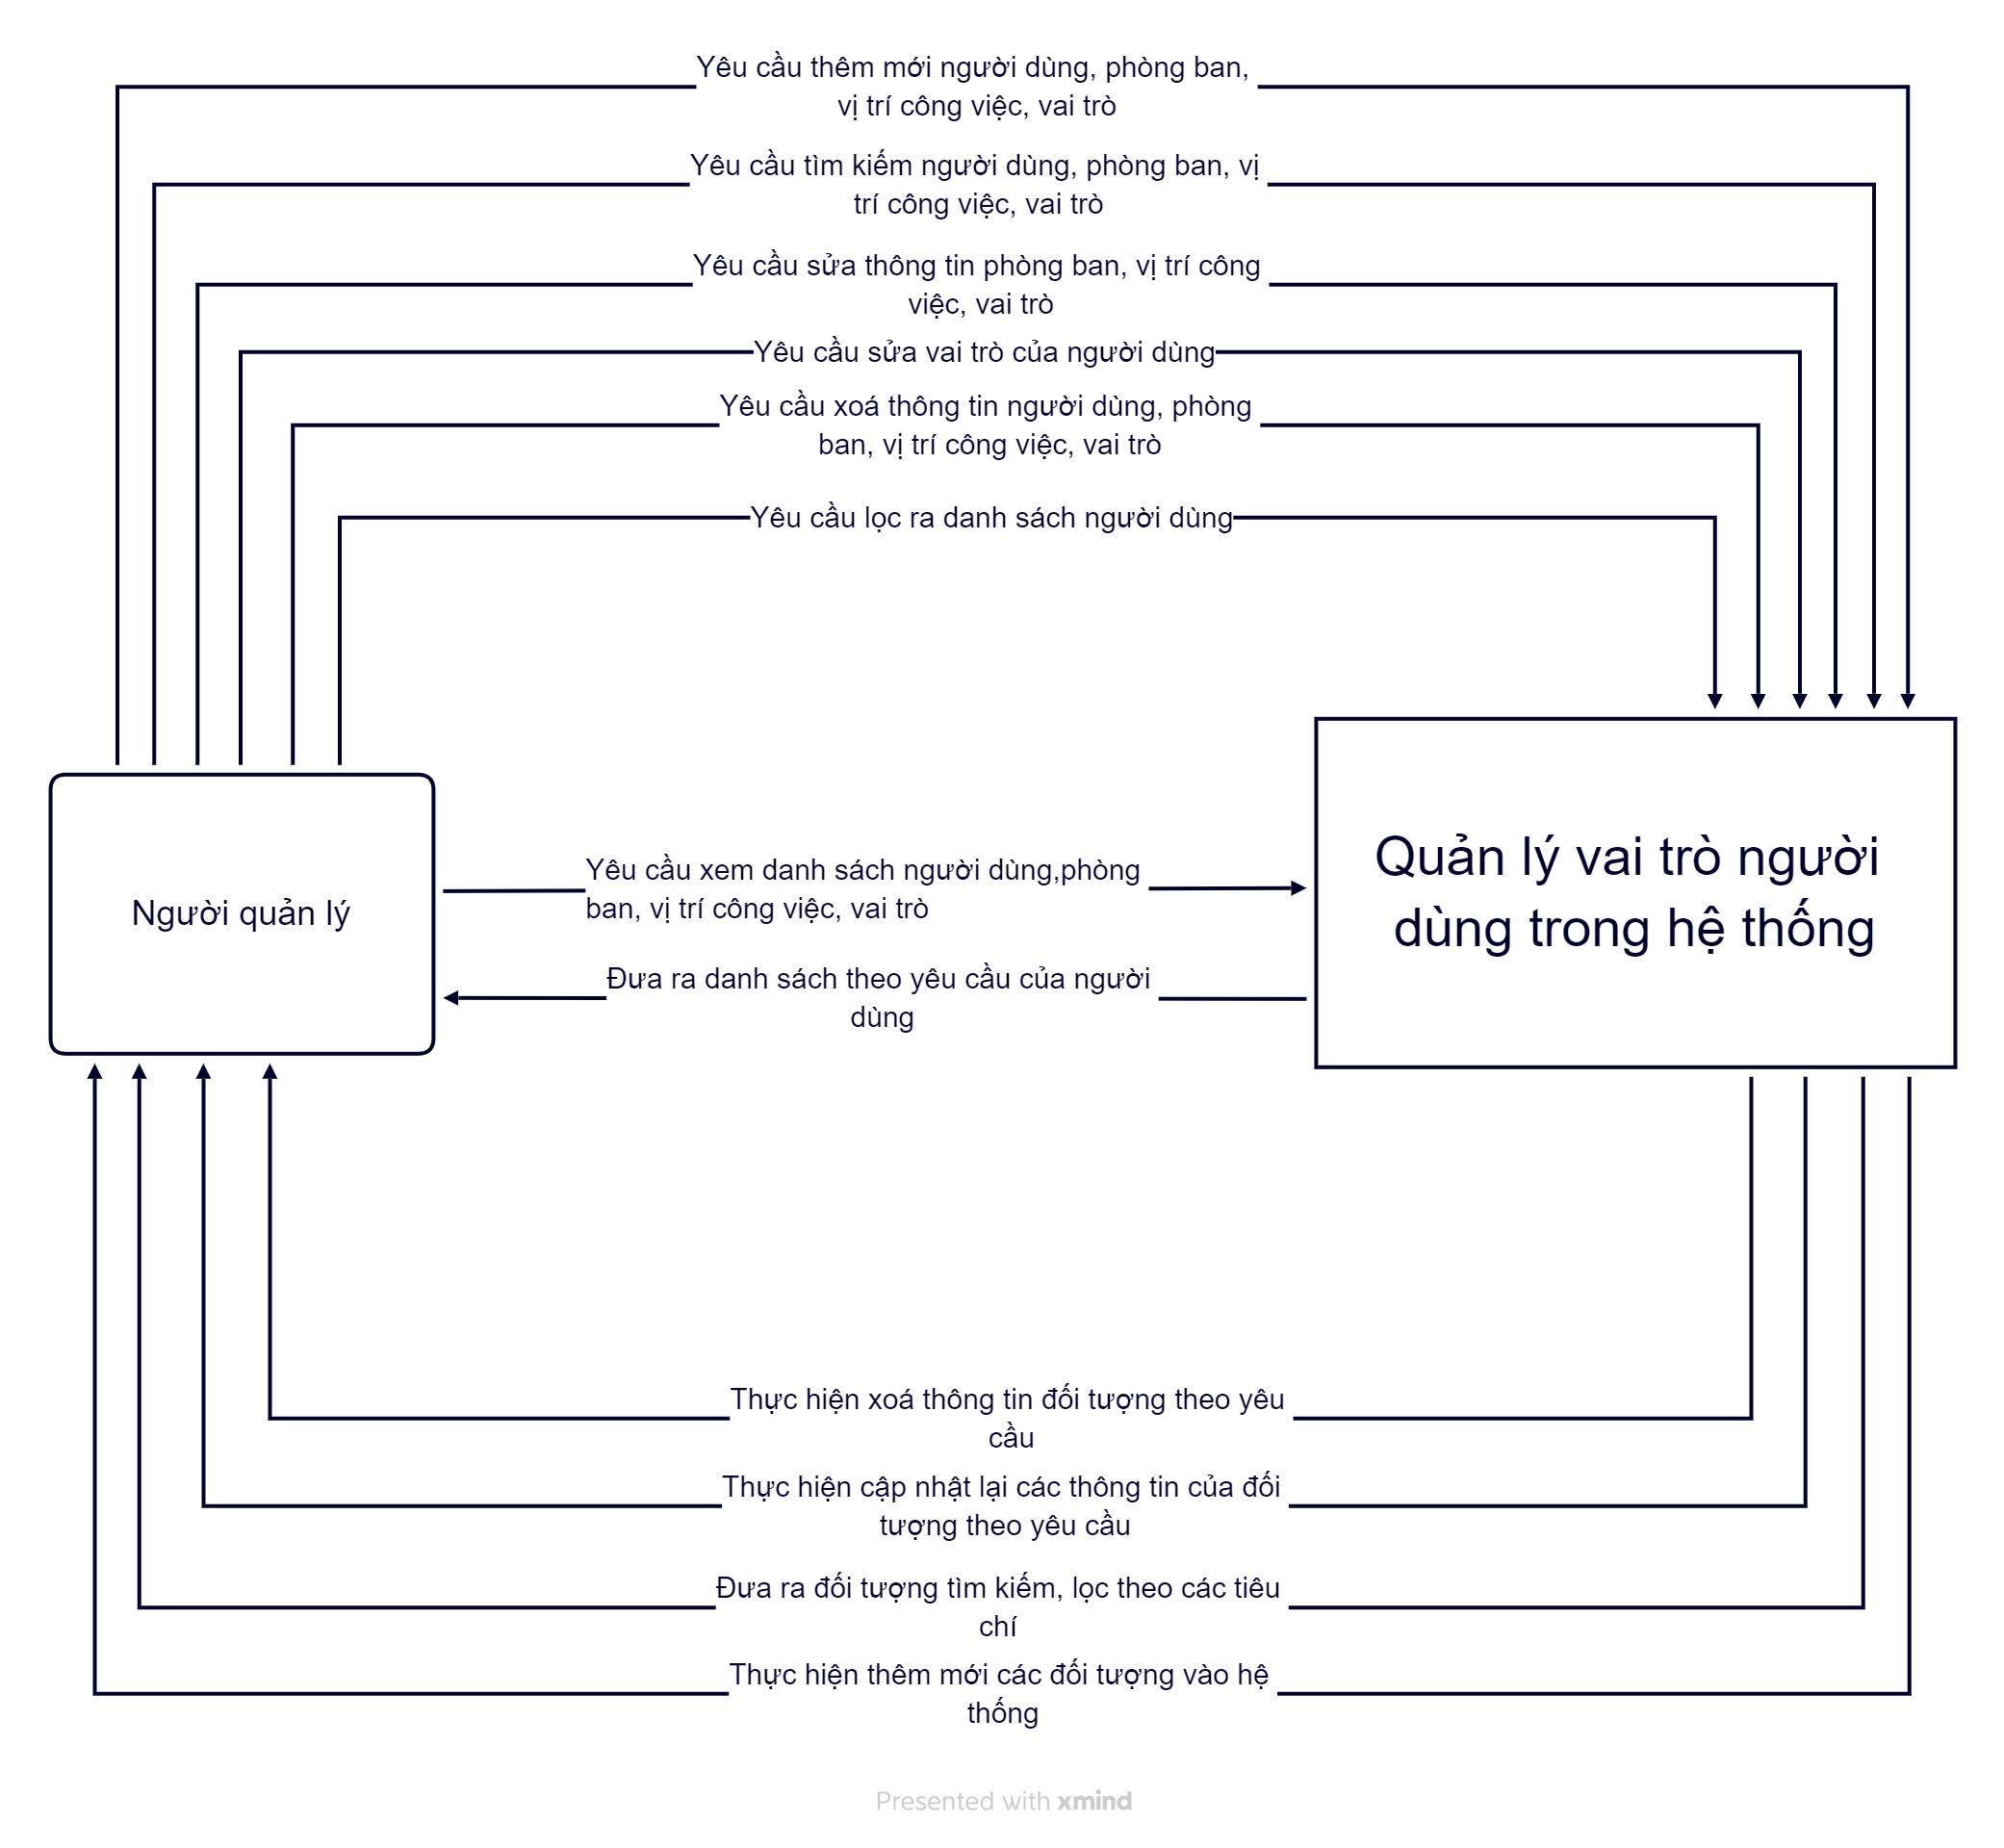 Yêu cầu thêm mới người dùng, phòng ban,
vị trí công việc, vai trò
Yêu cầu tìm kiếm người dùng, phòng ban, vị
trí công việc, vai trò
Yêu cầu sửa thông tin phòng ban, vị trí công
việc, vai trò
Yêu cầu sửa vai trò của người dùng
Yêu cầu xoá thông tin người dùng, phòng
ban, vị trí công việc, vai trò
Yêu cầu lọc ra danh sách người dùng
Người quản lý
Yêu cầu xem danh sách người dùng,phòng
ban, vị trí công việc, vai trò
Đưa ra danh sách theo yêu cầu của người
dùng
Quản lý vai trò người
dùng trong hệ thống
Thực hiện xoá thông tin đối tượng theo yêu
cầu
Thực hiện cập nhật lại các thông tin của đối
tượng theo yêu cầu
Đưa ra đối tượng tìm kiếm, lọc theo các tiêu
chí
Thực hiện thêm mới các đối tượng vào hệ
thống
Presented with xmind